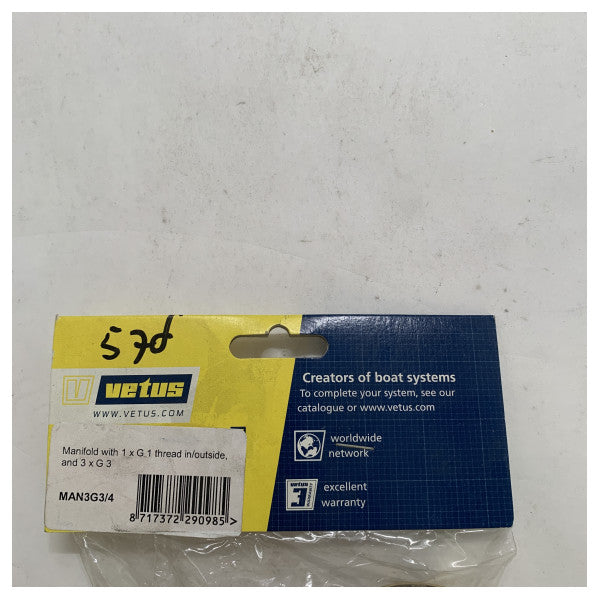 57d
vetus
WWW.VETUS.COM
Manifold with 1 x G 1 thread in/outside,
and 3 x G 3
MAN3G3/4
8 717372 290985 >
Creators of boat systems
To complete your system, see our
catalogue or www.vetus.com
worldwide
network
3
excellent
warranty